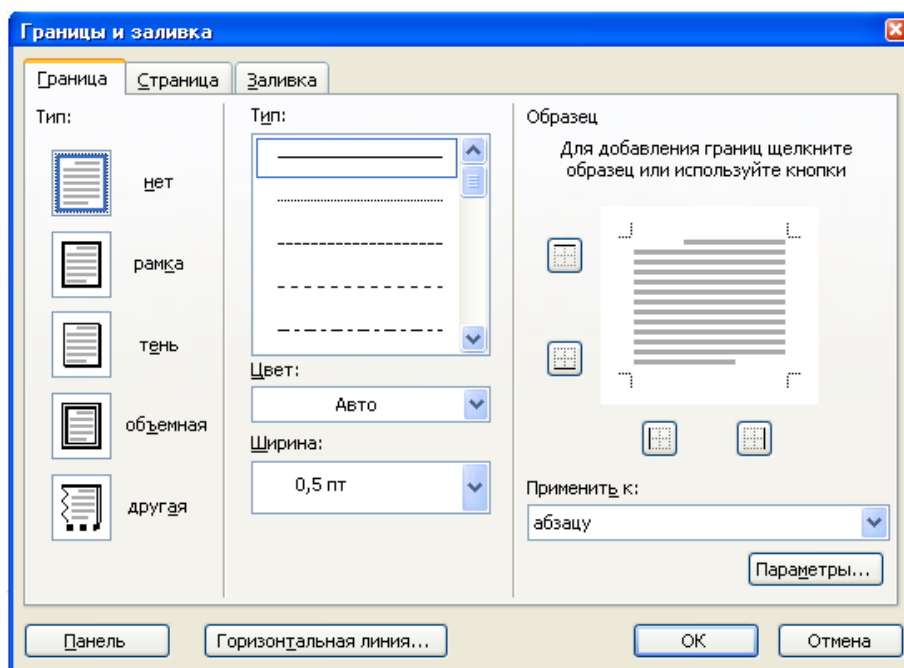 Границы и заливка
Граница
Страница
Заливка
Тип:
нет
рамка
тень
объемная
другая
Тип:
Цвет:
Авто
Ширина:
0,5 пт
Образец
Для добавления границ щелкните
образец или используйте кнопки
Применить к:
абзацу
Параметры...
Панель
Горизонтальная линия...
ОК
Отмена